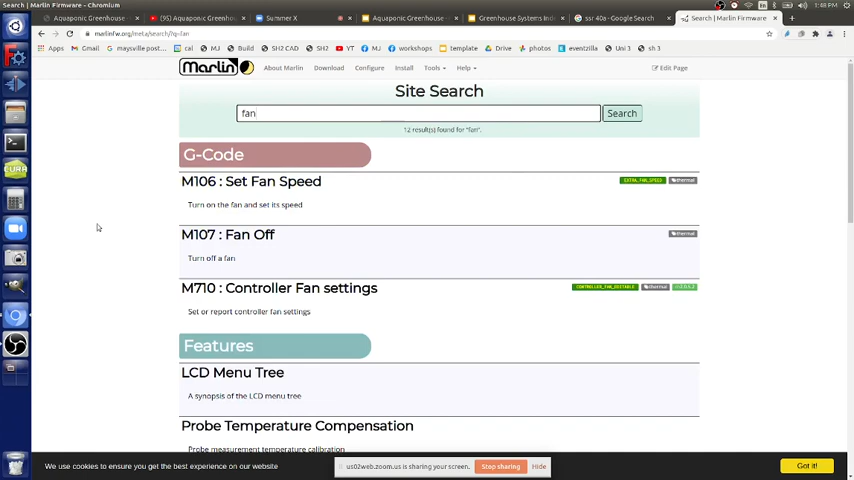 Search | Marlin Firmware - Chromium
1:48 PM
Aquaponic Greenhouse
(95) Aquaponic Greenho
Summer X
Aquaponic Greenhouse
Greenhouse Systems Ind
ssr 40a - Google Search
Search | Marlin Firmware
marlinfw.org/meta/search/?q=fan
Apps
Gmail
maysville post...
cal
MJ
Build
SH2 CAD
SH2
YT
MJ
workshops
template
Drive
photos
eventzilla
Uni 3
sh 3
Marlin
About Marlin
Download
Configure
Install
Tools
Help
Edit Page
Site Search
fan
Search
12 result(s) found for "fan".
G-Code
M106 : Set Fan Speed
EXTRA_FAN_SPEED
thermal
Turn on the fan and set its speed
M107 : Fan Off
thermal
Turn off a fan
M710 : Controller Fan settings
CONTROLLER_FAN_EDITABLE
thermal
Set or report controller fan settings
Features
LCD Menu Tree
A synopsis of the LCD menu tree
Probe Temperature Compensation
Probe measurement temperature calibration
We use cookies to ensure you get the best experience on our website
us02web.zoom.us is sharing your screen.
Stop sharing
Hide
Got it!
CURA